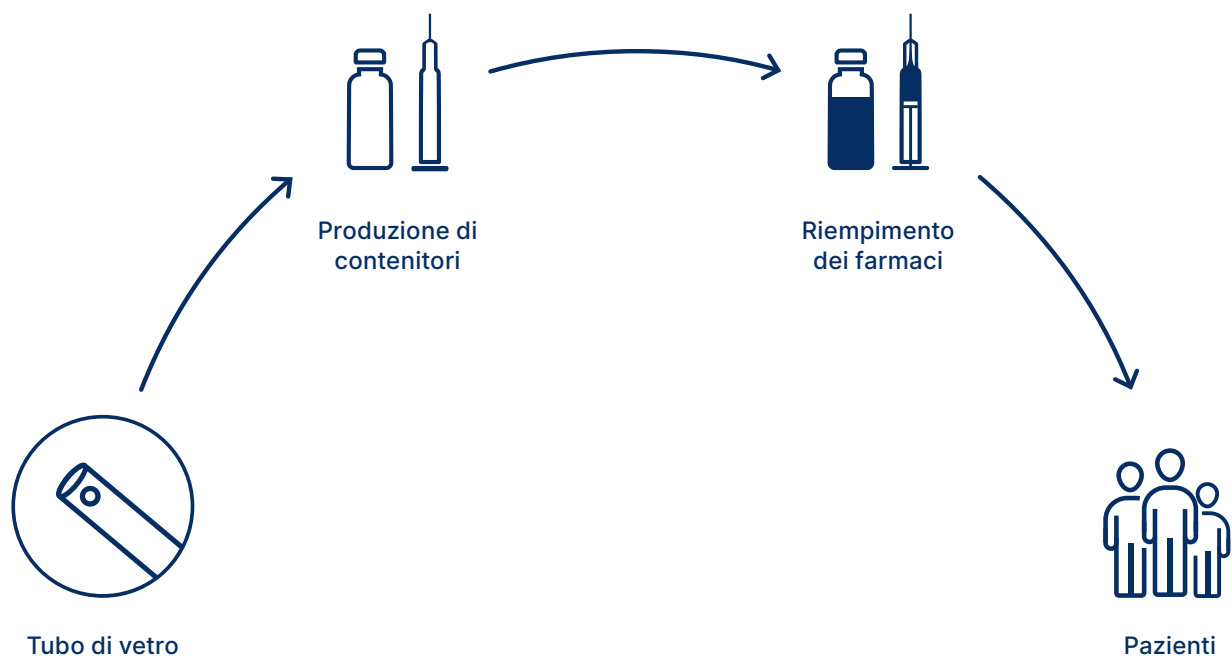 Produzione di
contenitori
Riempimento
dei farmaci
Tubo di vetro
Pazienti